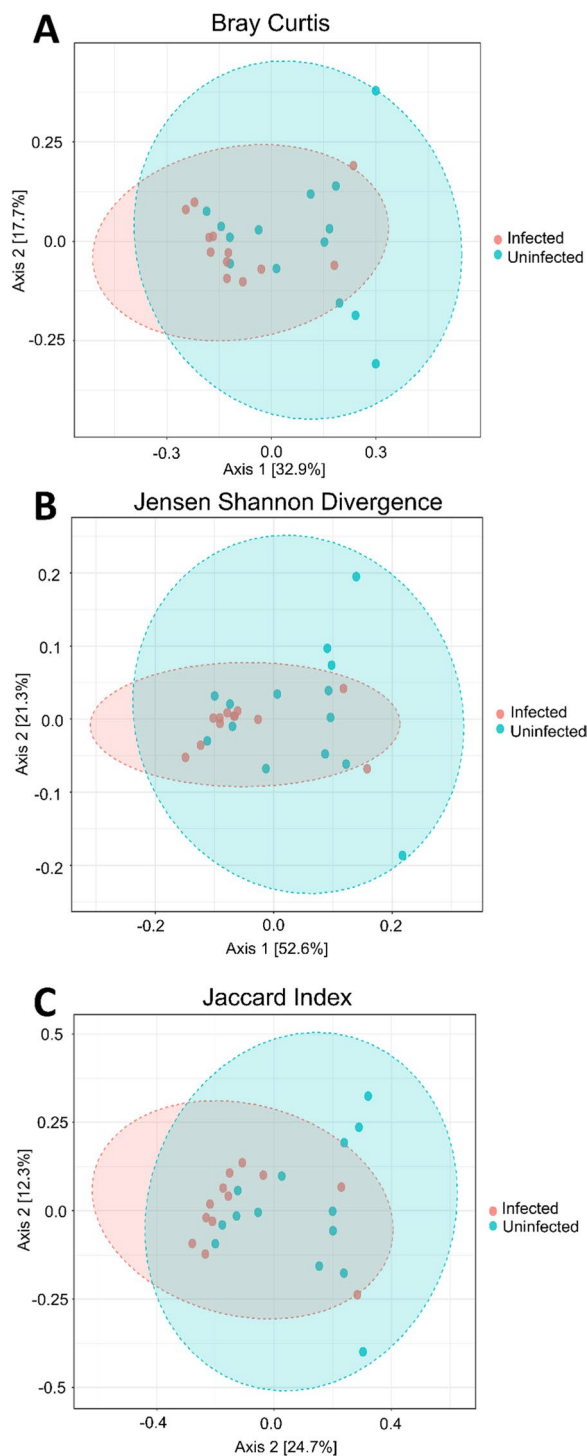 A
Bray Curtis
0.25
0.0
-0.25
Axis 2 [17.7%]
-0.3
0.0
0.3
Axis 1 [32.9%]
Infected
Uninfected
B
Jensen Shannon Divergence
0.2
0.1
0.0
-0.1
-0.2
Axis 2 [21.3%]
-0.2
0.0
0.2
Axis 1 [52.6%]
Infected
Uninfected
C
Jaccard Index
0.5
0.25
0.0
-0.25
-0.5
Axis 2 [12.3%]
-0.4
0.0
0.4
Axis 2 [24.7%]
Infected
Uninfected